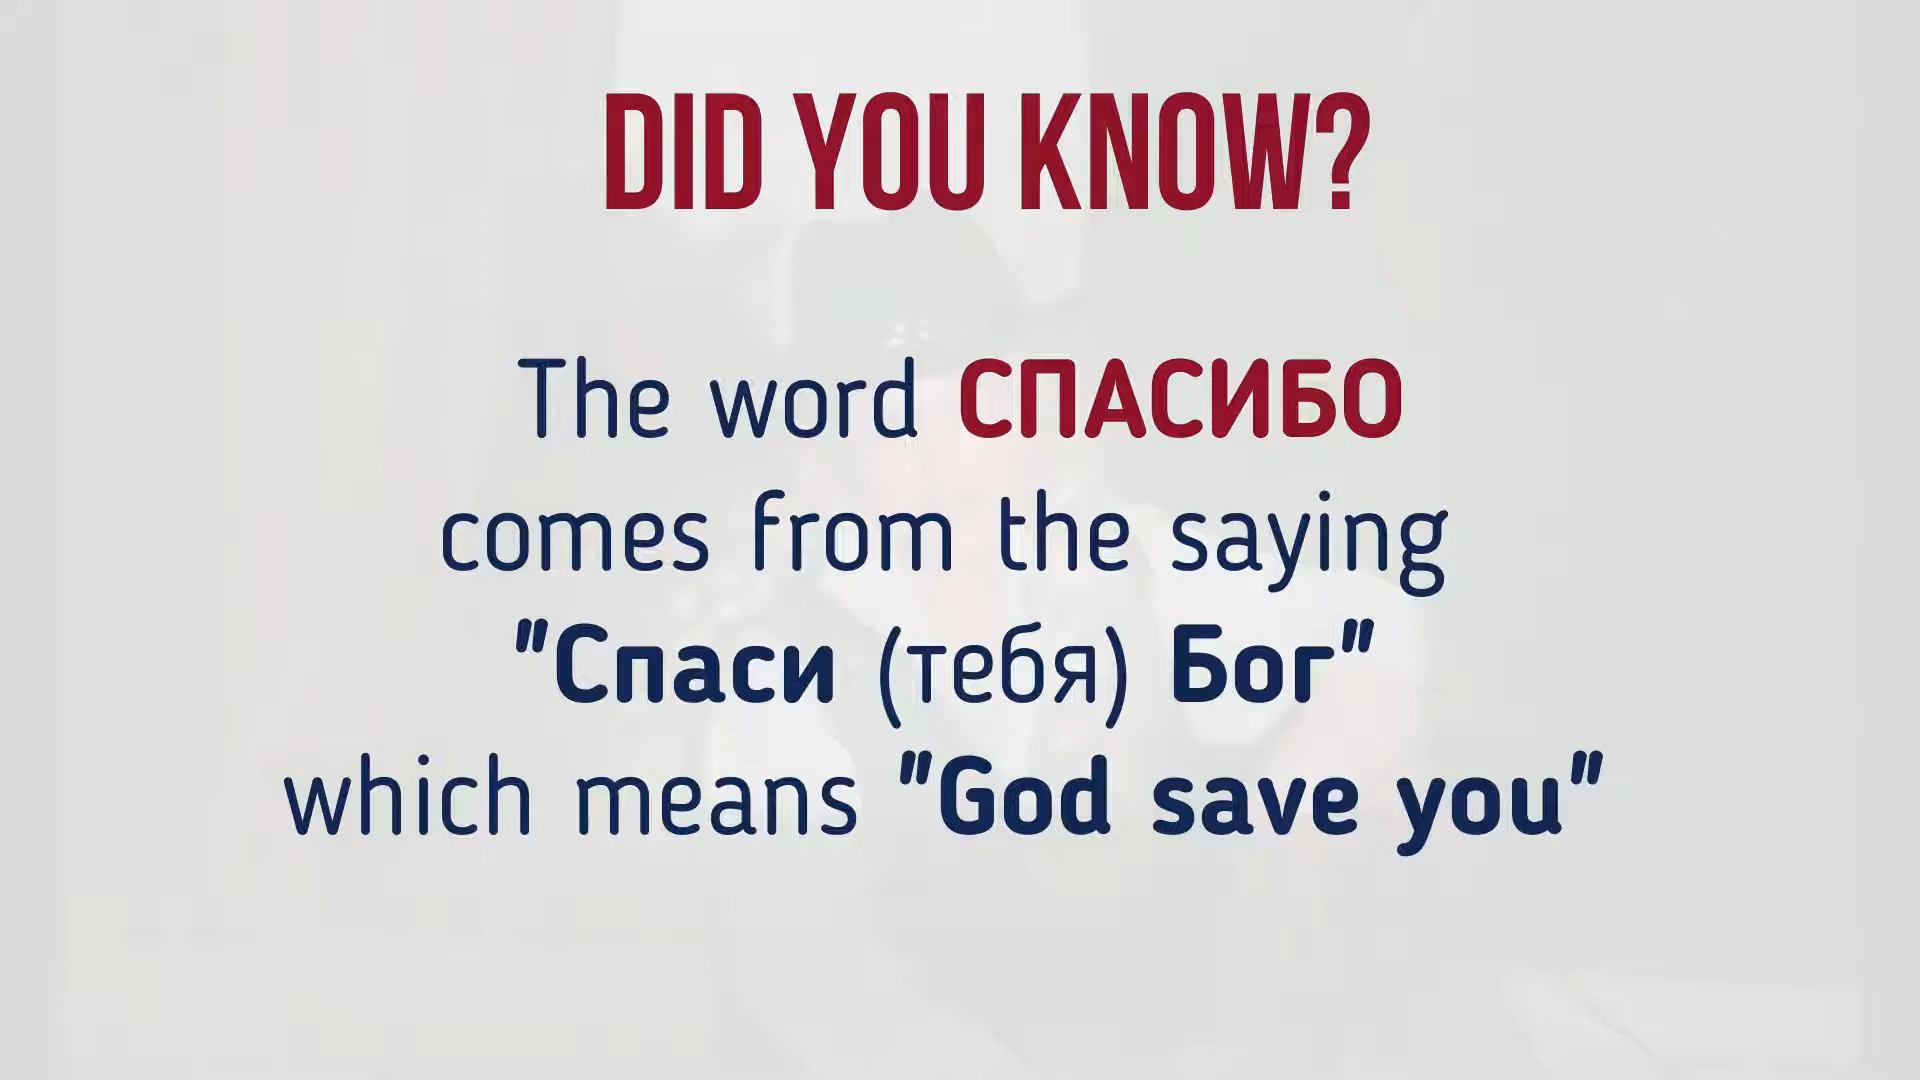 DID YOU KNOW?
The word СПАСИБО
comes from the saying
"Спаси (тебя) Бог"
which means "God save you"